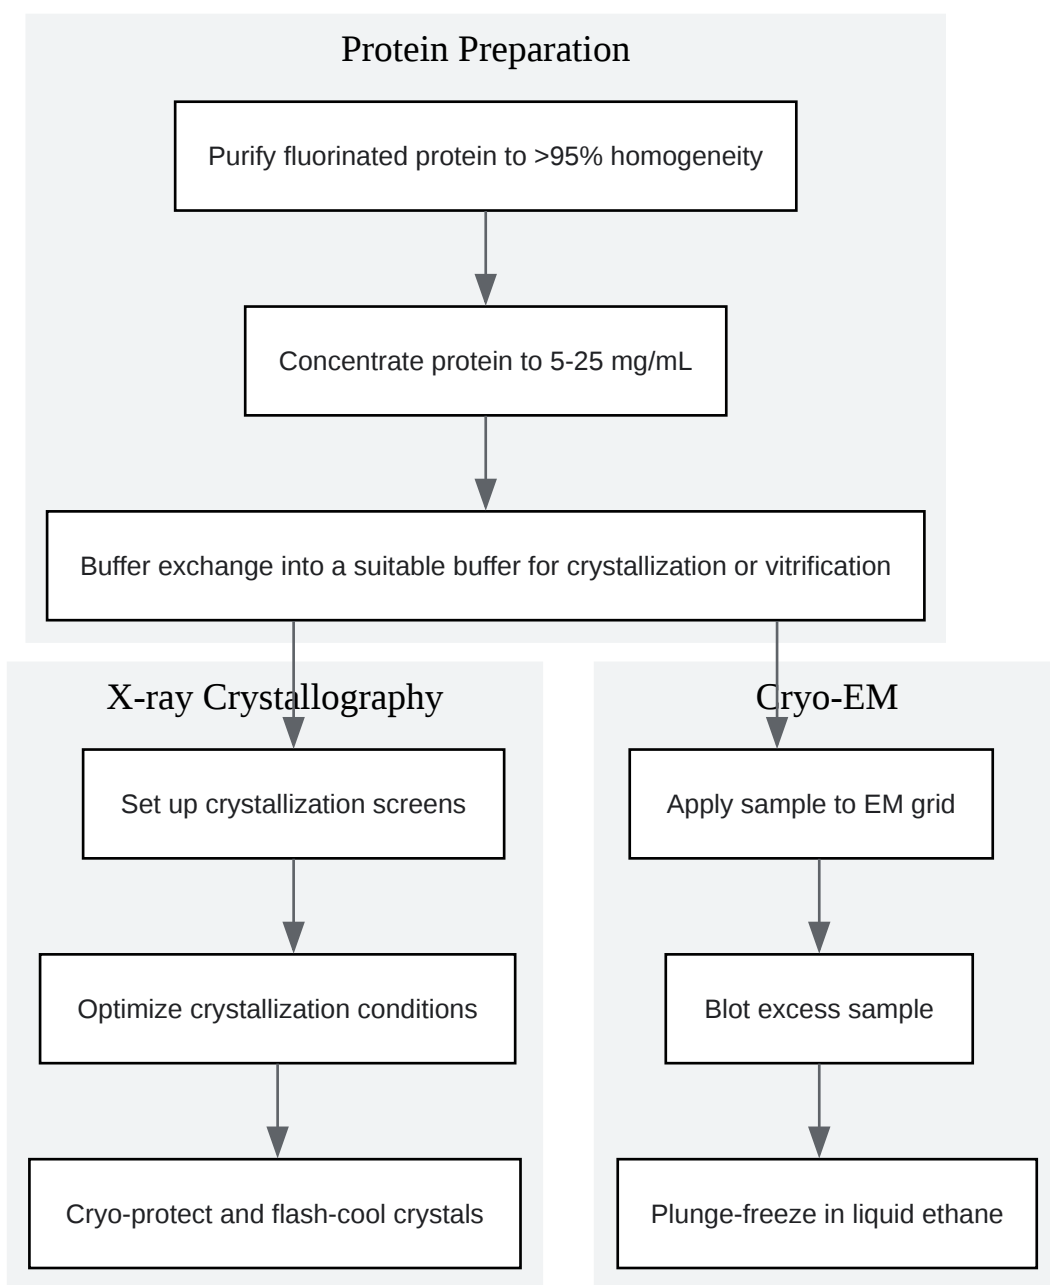 Protein Preparation
Purify fluorinated protein to >95% homogeneity
Concentrate protein to 5-25 mg/mL
Buffer exchange into a suitable buffer for crystallization or vitrification
X-ray Crystallography
Set up crystallization screens
Optimize crystallization conditions
Cryo-protect and flash-cool crystals
Cryo-EM
Apply sample to EM grid
Blot excess sample
Plunge-freeze in liquid ethane